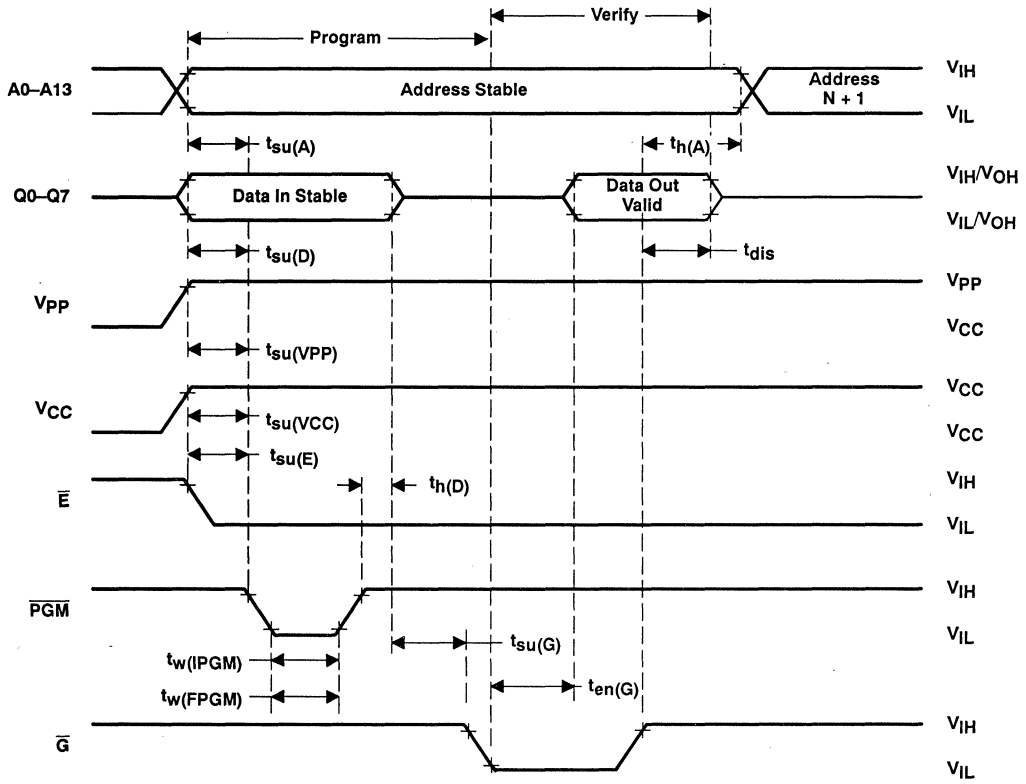 Verify
Program
A0–A13
Address Stable
Address
N + 1
VIH
VIL
tsu(A)
th(A)
Q0–Q7
Data In Stable
Data Out
Valid
VIH/VOH
VIL/VOH
tsu(D)
tdis
VPP
VPP
VCC
tsu(VPP)
VCC
VCC
VCC
tsu(VCC)
tsu(E)
E
th(D)
VIH
VIL
PGM
VIH
VIL
tsu(G)
tw(IPGM)
tw(FPGM)
ten(G)
G
VIH
VIL